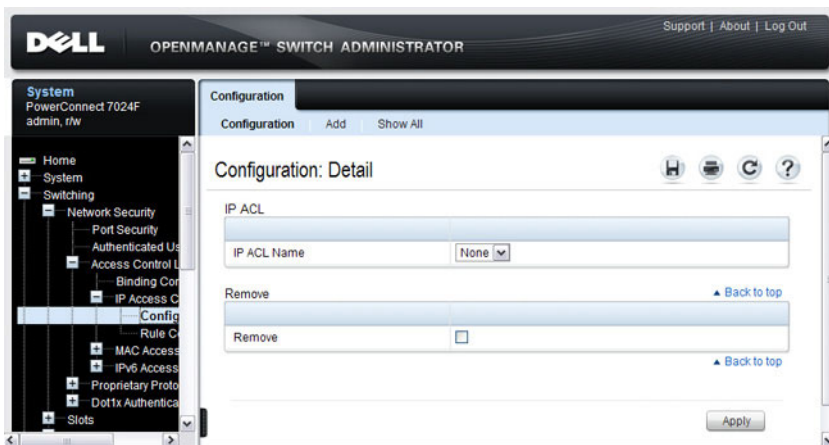 DELL
OPENMANAGE™ SWITCH ADMINISTRATOR
Support | About | Log Out
System
PowerConnect 7024F
admin, r/w
Home
System
Switching
Network Security
Port Security
Authenticated Us
Access Control L
Binding Con
IP Access C
Config
Rule Co
MAC Access
IPv6 Access
Proprietary Proto
Dot1x Authentica
Slots
Configuration
Configuration Add Show All
Configuration: Detail
IP ACL
IP ACL Name None
Remove ▲ Back to top
Remove
▲ Back to top
Apply